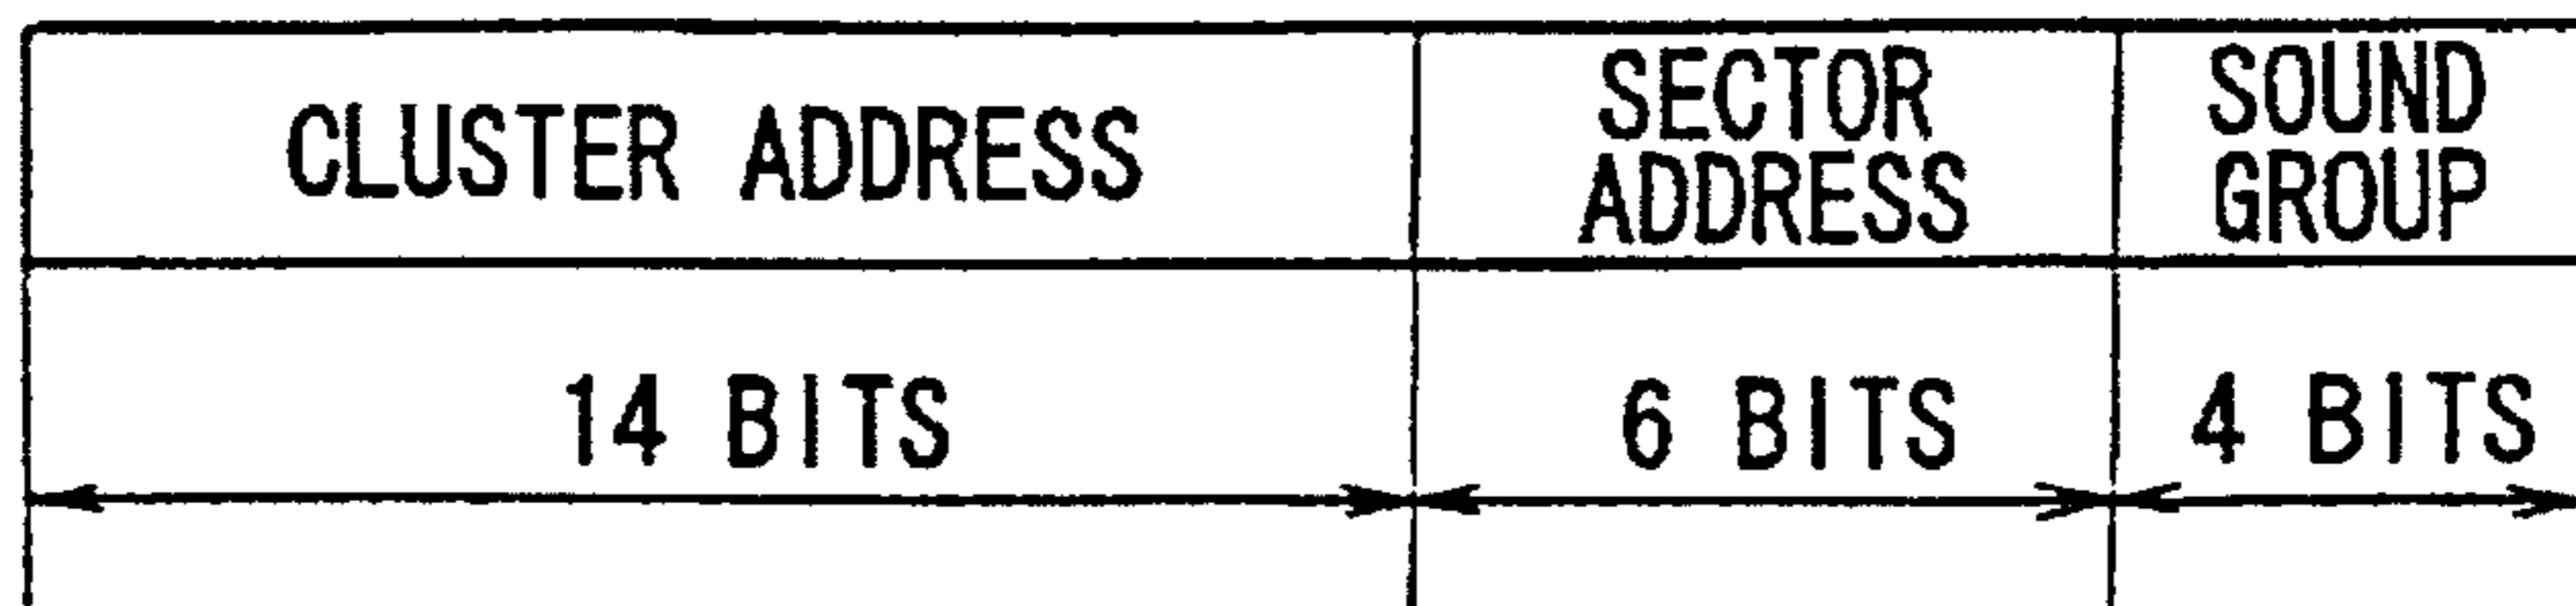 CLUSTER ADDRESS
SECTOR
ADDRESS
SOUND
GROUP
14 BITS
6 BITS
4 BITS